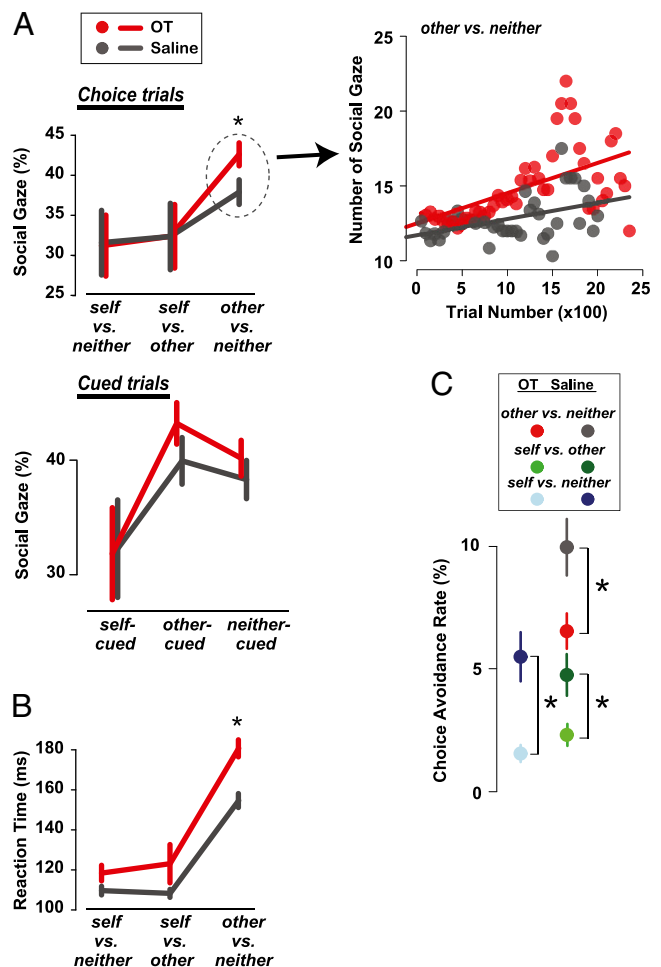 A
OT
Saline
Choice trials
*
45
40
35
30
25
Social Gaze (%)
self vs. neither
self vs. other
other vs. neither
other vs. neither
25
20
15
10
Number of Social Gaze
0 5 10 15 20 25
Trial Number (x100)
Cued trials
40
30
Social Gaze (%)
self-cued
other-cued
neither-cued
B
*
180
160
140
120
100
Reaction Time (ms)
self vs. neither
self vs. other
other vs. neither
C
OT Saline
other vs. neither
self vs. other
self vs. neither
10
5
0
Choice Avoidance Rate (%)
*
*
*